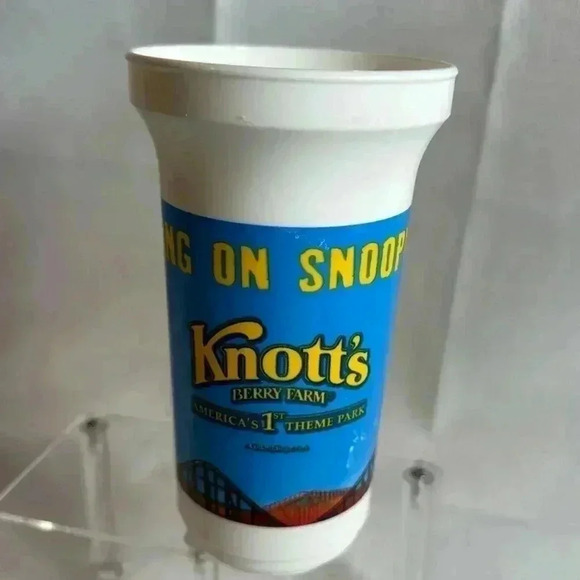 NG ON SNOOP'
Knott's
BERRY FARM
AMERICA'S 1ST THEME PARK